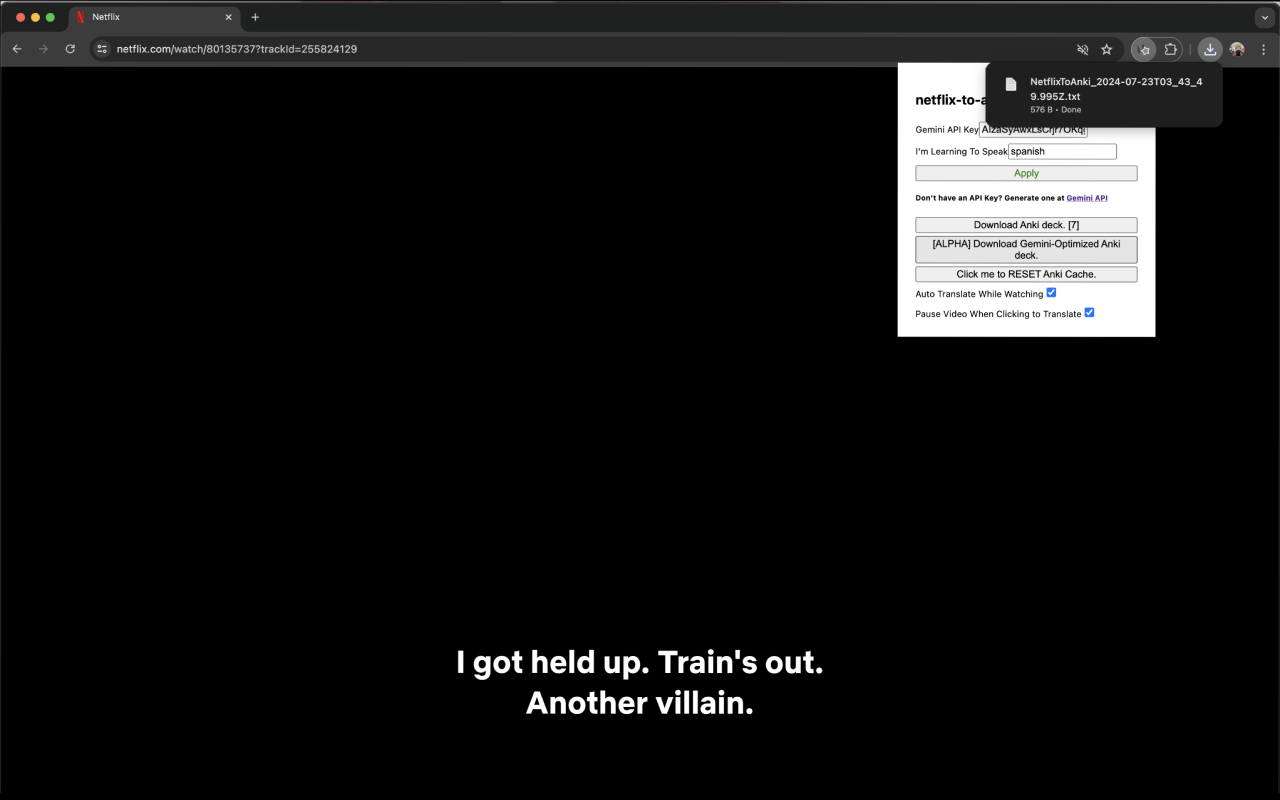 Netflix
netflix.com/watch/80135737?trackId=255824129
NetflixToAnki_2024-07-23T03_43_4
9.995Z.txt
576 B • Done
netflix-to-a
Gemini API Key
I'm Learning To Speak spanish
Apply
Don't have an API Key? Generate one at Gemini API
Download Anki deck. [7]
[ALPHA] Download Gemini-Optimized Anki
deck.
Click me to RESET Anki Cache.
Auto Translate While Watching
Pause Video When Clicking to Translate
I got held up. Train's out.
Another villain.